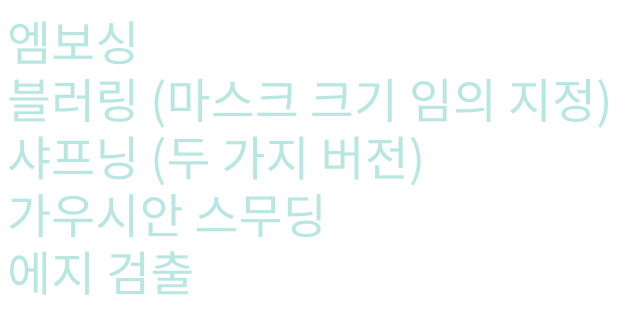 엠보싱
블러링 (마스크 크기 임의 지정)
샤프닝 (두 가지 버전)
가우시안 스무딩
에지 검출